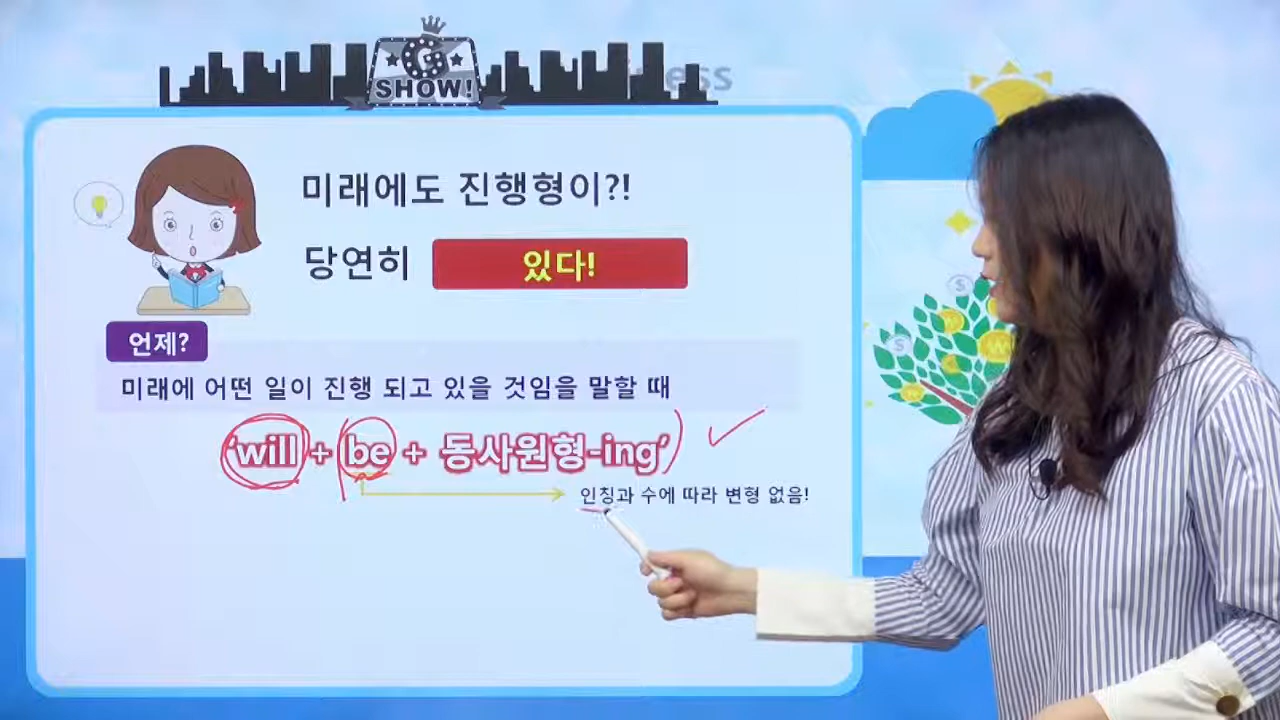 G
SHOW!
ess
미래에도 진행형이?!
당연히 있다!
언제?
미래에 어떤 일이 진행 되고 있을 것임을 말할 때
'will + be + 동사원형-ing'
인칭과 수에 따라 변형 없음!